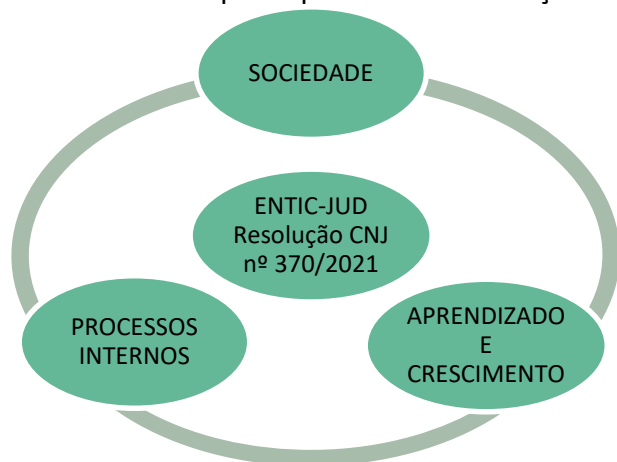 SOCIEDADE
ENTIC-JUD
Resolução CNJ
nº 370/2021
PROCESSOS
INTERNOS
APRENDIZADO
E
CRESCIMENTO